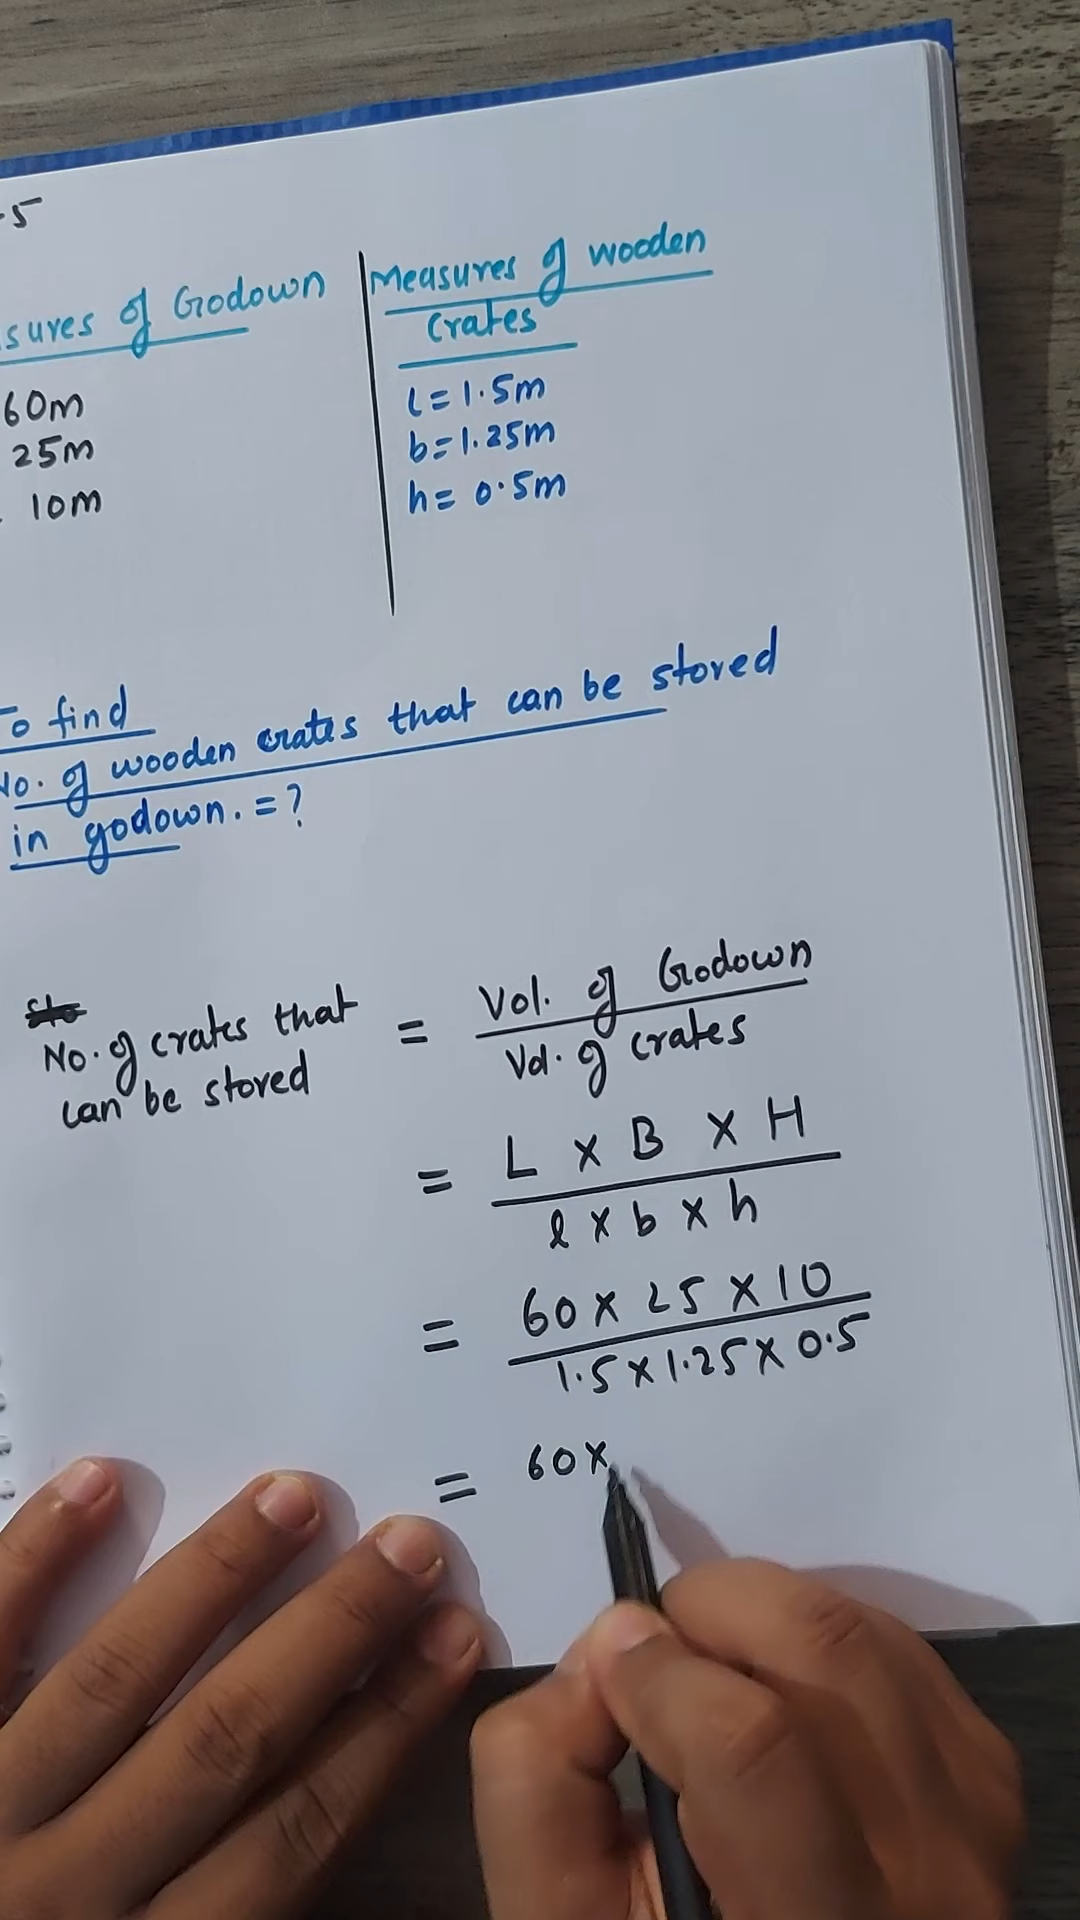 -5
sures of Godown
60m
25m
10m
Measures of wooden
crates
l = 1.5m
b = 1.25m
h = 0.5m
To find
No. of wooden crates that can be stored
in godown. = ?
No. of crates that
can be stored
= Vol. of Godown
Vol. of crates
= L × B × H
l × b × h
= 60 × 25 × 10
1.5 × 1.25 × 0.5
= 60 ×